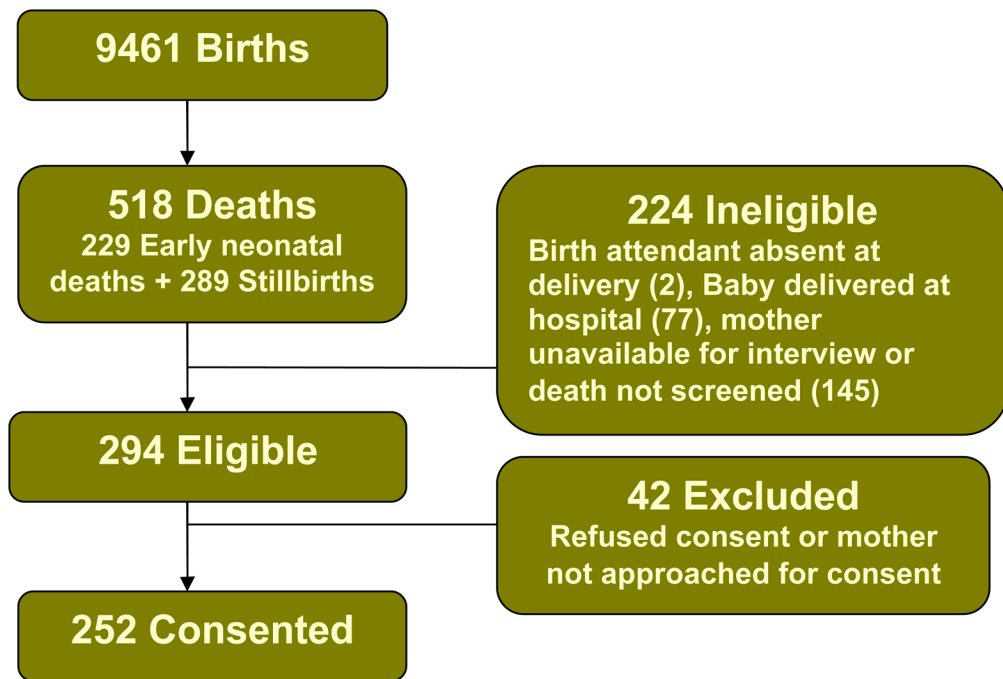 9461 Births
518 Deaths
229 Early neonatal
deaths + 289 Stillbirths
224 Ineligible
Birth attendant absent at
delivery (2), Baby delivered at
hospital (77), mother
unavailable for interview or
death not screened (145)
294 Eligible
42 Excluded
Refused consent or mother
not approached for consent
252 Consented